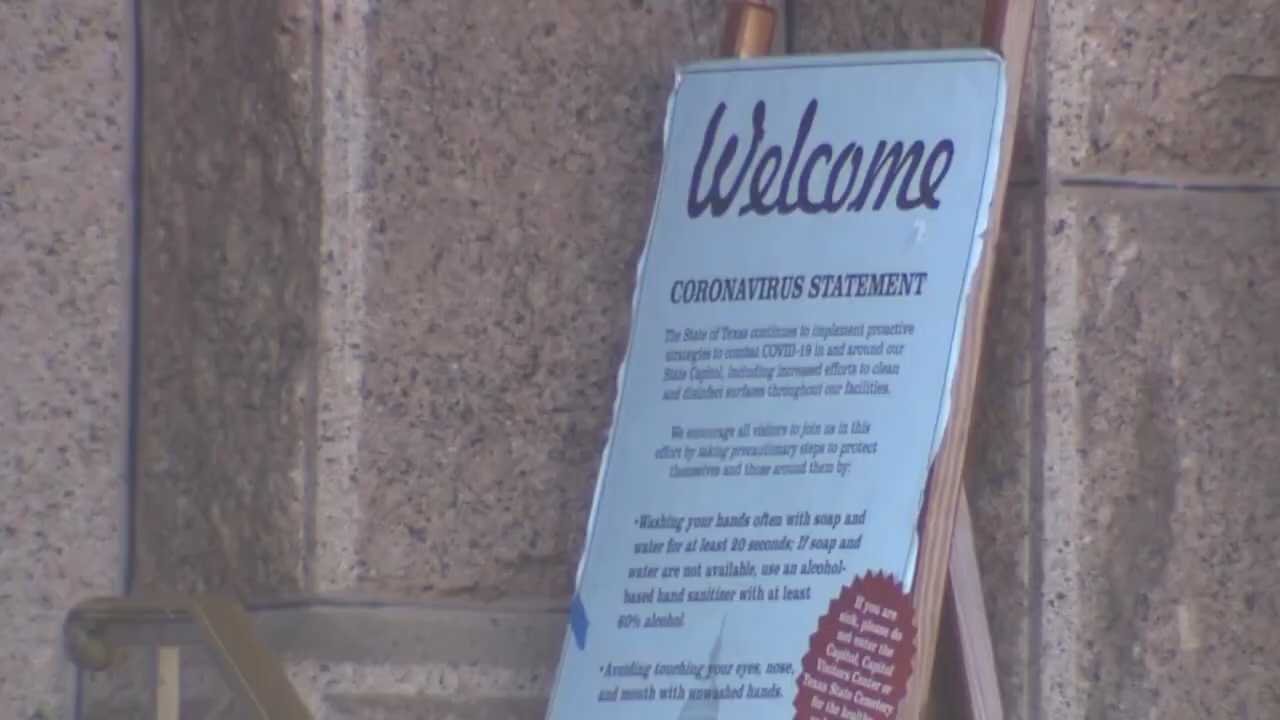 Welcome
CORONAVIRUS STATEMENT
The State of Texas continues to implement proactive
strategies to combat COVID-19 in and around our
State Capitol, including increased efforts to clean
and disinfect surfaces throughout our facilities.
We encourage all visitors to join us in this
effort by taking precautionary steps to protect
themselves and those around them by:
•Washing your hands often with soap and
water for at least 20 seconds; If soap and
water are not available, use an alcohol-
based hand sanitizer with at least
60% alcohol.
•Avoiding touching your eyes, nose,
and mouth with unwashed hands.
If you are
sick, please do
not enter the
Capitol, Capitol
Visitors Center or
Texas State Cemetery
for the health